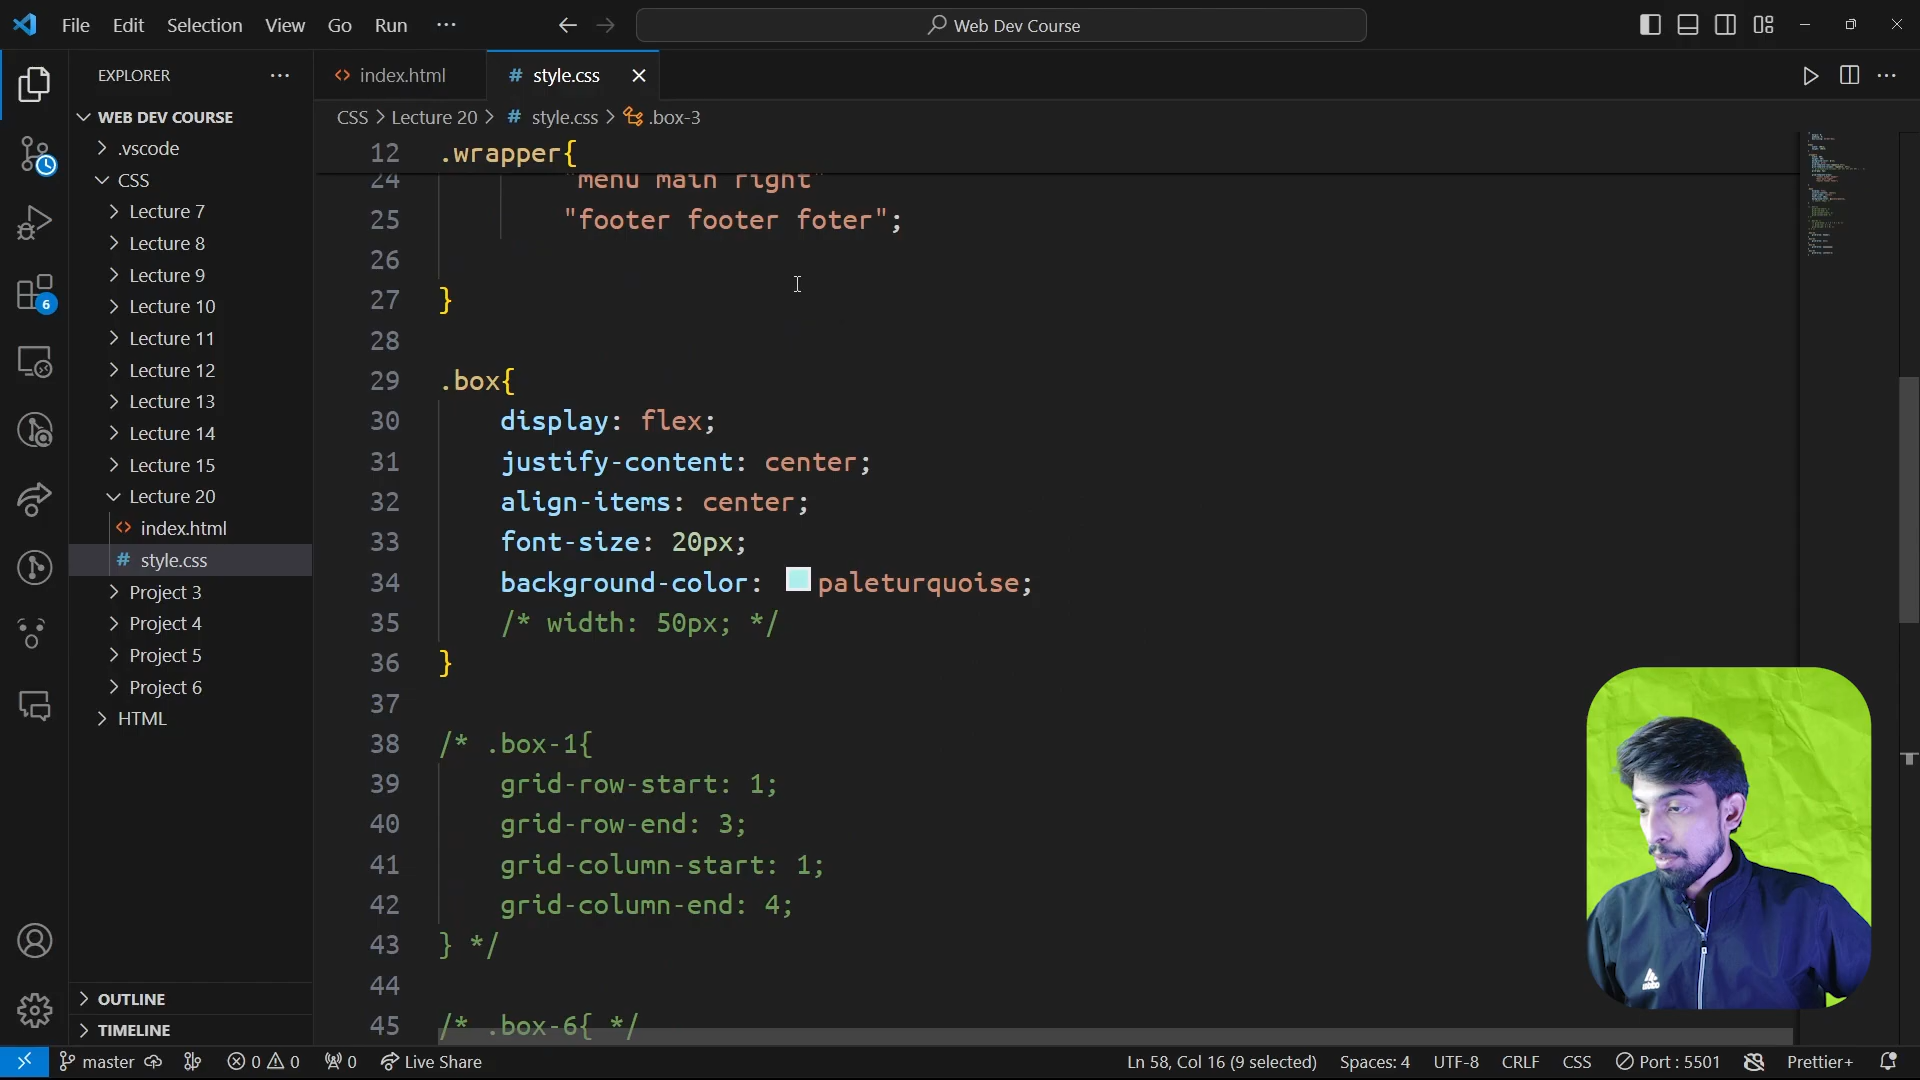 File Edit Selection View Go Run ··· Web Dev Course
EXPLORER ···
index.html # style.css
WEB DEV COURSE
CSS > Lecture 20 > # style.css > .box-3
.vscode
CSS
Lecture 7
Lecture 8
Lecture 9
Lecture 10
Lecture 11
Lecture 12
Lecture 13
Lecture 14
Lecture 15
Lecture 20
index.html
# style.css
Project 3
Project 4
Project 5
Project 6
HTML
OUTLINE
TIMELINE
6
12 .wrapper{
24 "menu main right"
25 "footer footer foter";
26
27 }
28
29 .box{
30 display: flex;
31 justify-content: center;
32 align-items: center;
33 font-size: 20px;
34 background-color: paleturquoise;
35 /* width: 50px; */
36 }
37
38 /* .box-1{
39 grid-row-start: 1;
40 grid-row-end: 3;
41 grid-column-start: 1;
42 grid-column-end: 4;
43 } */
44
45 /* .box-6{ */
master 0 0 0 Live Share Ln 58, Col 16 (9 selected) Spaces: 4 UTF-8 CRLF CSS Port : 5501 Prettier+